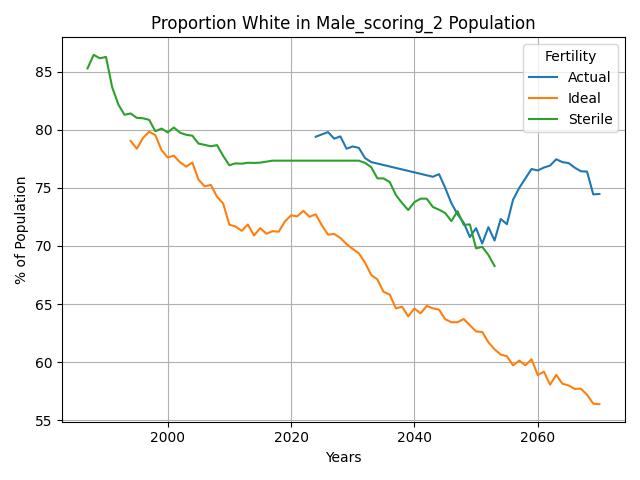 Proportion White in Male_scoring_2 Population
% of Population
85
80
75
70
65
60
55
2000
2020
2040
2060
Years
Fertility
Actual
Ideal
Sterile